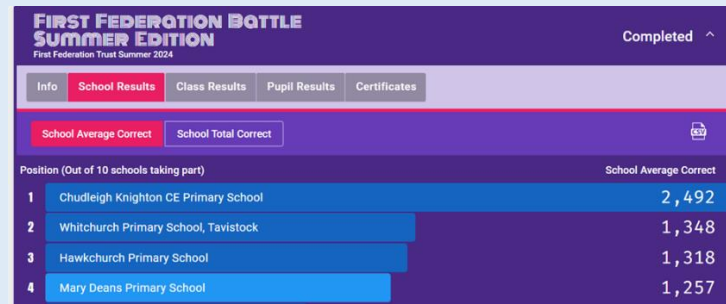 FIRST FEDERATION BATTLE
SUMMER EDITION
First Federation Trust Summer 2024
Completed
Info
School Results
Class Results
Pupil Results
Certificates
School Average Correct
School Total Correct
CSV
Position (Out of 10 schools taking part)
School Average Correct
1 Chudleigh Knighton CE Primary School 2,492
2 Whitchurch Primary School, Tavistock 1,348
3 Hawkchurch Primary School 1,318
4 Mary Deans Primary School 1,257